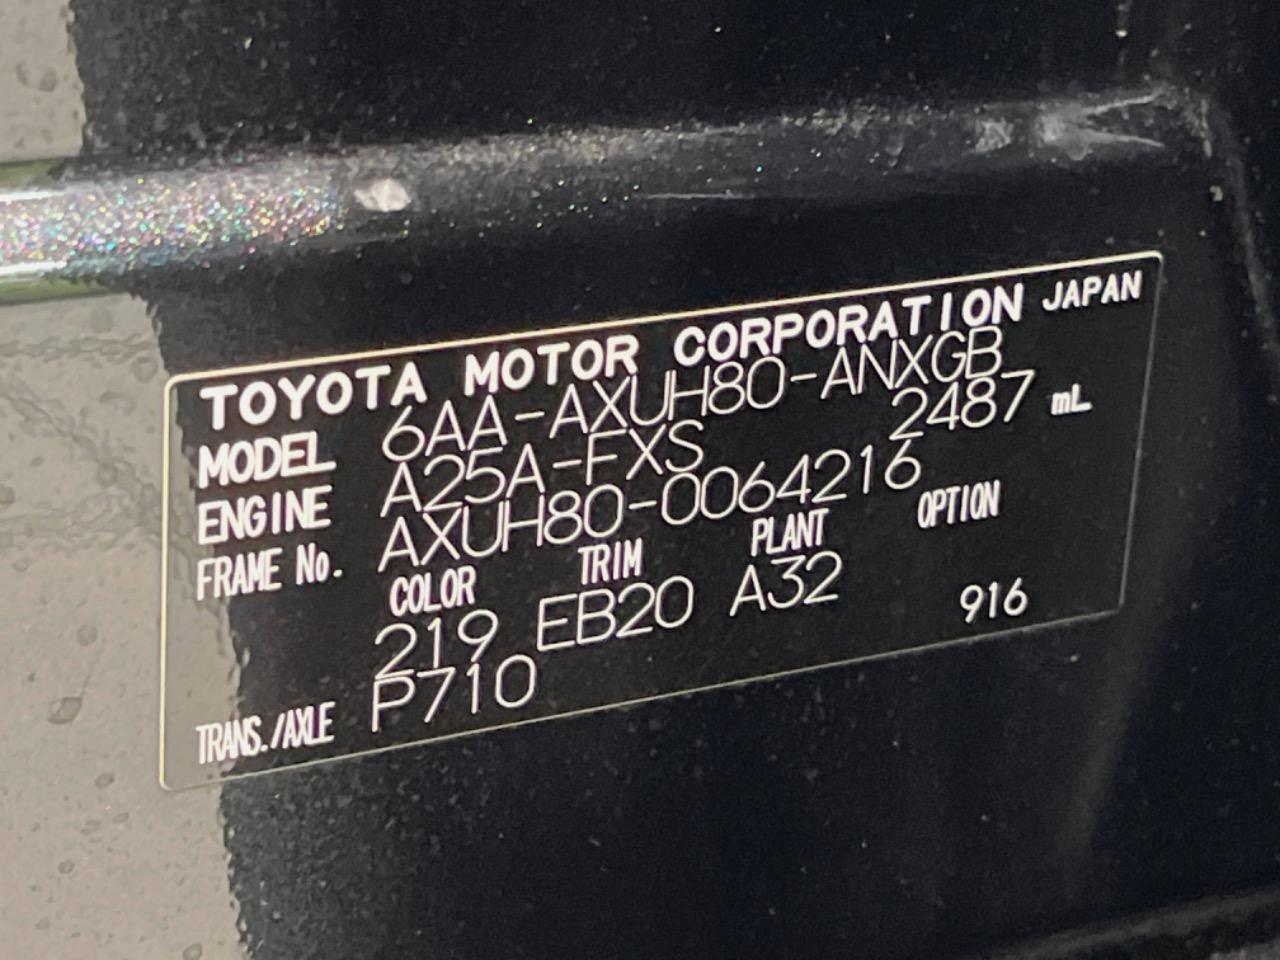 TOYOTA MOTOR CORPORATION JAPAN
MODEL 6AA-AXUH80-ANXGB
ENGINE A25A-FXS 2487 mL
FRAME No. AXUH80-0064216
COLOR TRIM PLANT OPTION
219 EB20 A32 916
TRANS./AXLE P710